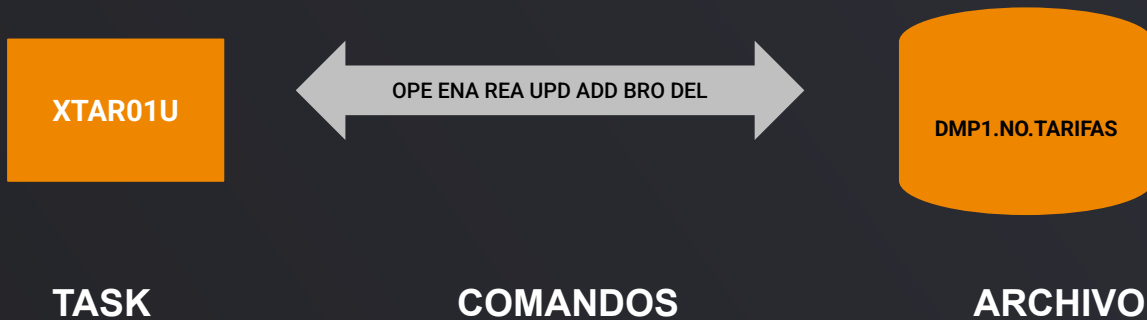 XTAR01U
OPE ENA REA UPD ADD BRO DEL
DMP1.NO.TARIFAS
TASK
COMANDOS
ARCHIVO